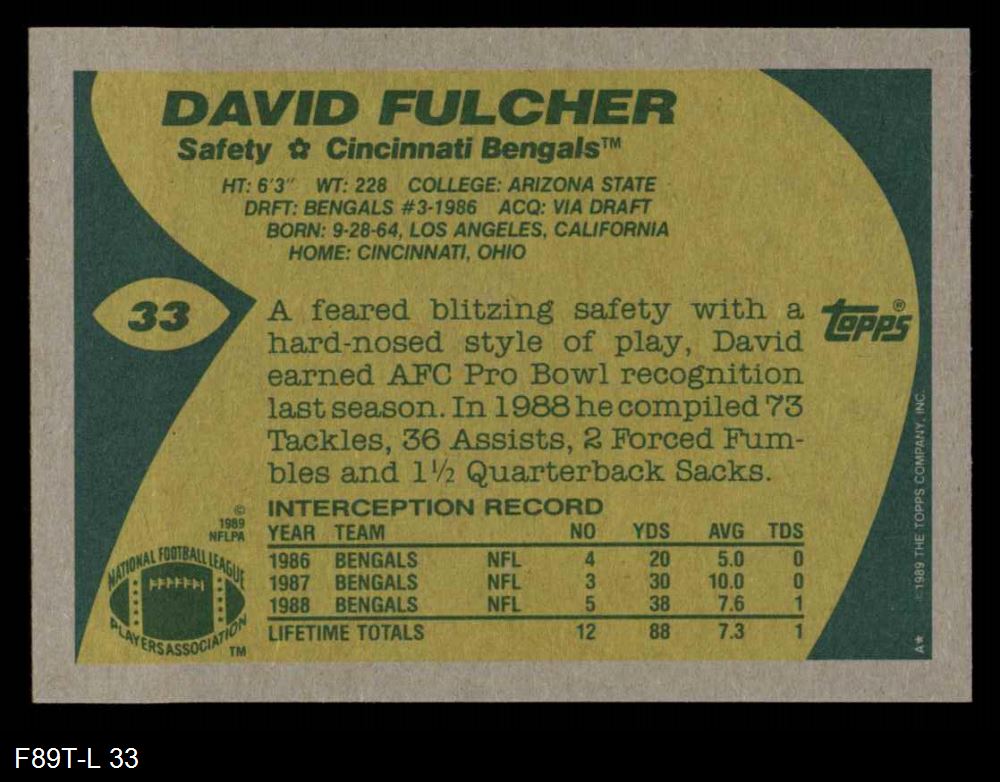 DAVID FULCHER
Safety ✿ Cincinnati Bengals™
HT: 6'3" WT: 228 COLLEGE: ARIZONA STATE
DRFT: BENGALS #3-1986 ACQ: VIA DRAFT
BORN: 9-28-64, LOS ANGELES, CALIFORNIA
HOME: CINCINNATI, OHIO
33
A feared blitzing safety with a
hard-nosed style of play, David
earned AFC Pro Bowl recognition
last season. In 1988 he compiled 73
Tackles, 36 Assists, 2 Forced Fum-
bles and 1½ Quarterback Sacks.
topps®
INTERCEPTION RECORD
YEAR TEAM NO YDS AVG TDS
1986 BENGALS NFL 4 20 5.0 0
1987 BENGALS NFL 3 30 10.0 0
1988 BENGALS NFL 5 38 7.6 1
LIFETIME TOTALS 12 88 7.3 1
©
1989
NFLPA
NATIONAL FOOTBALL LEAGUE
PLAYERS ASSOCIATION
TM
©1989 THE TOPPS COMPANY, INC.
A*
F89T-L 33